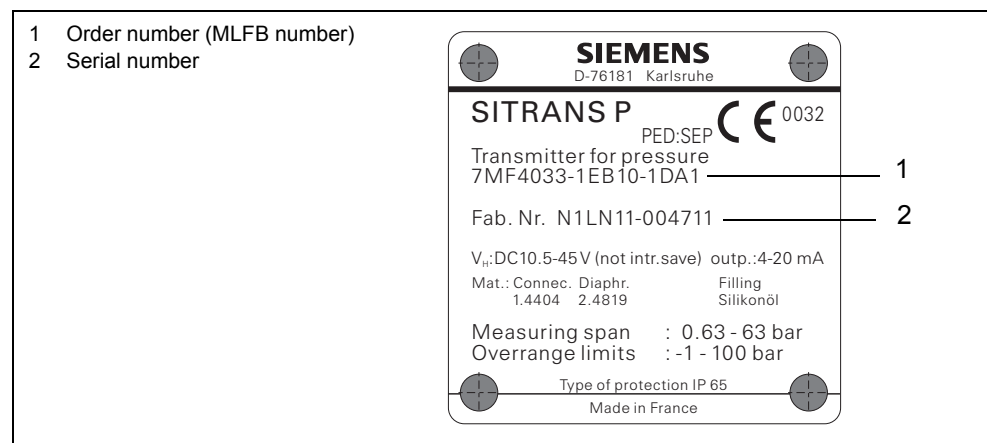 1 Order number (MLFB number)
2 Serial number
SIEMENS
D-76181 Karlsruhe
SITRANS P
PED:SEP CE 0032
Transmitter for pressure
7MF4033-1EB10-1DA1
1
Fab. Nr. N1LN11-004711
2
VH:DC10.5-45V (not intr.save) outp.:4-20 mA
Mat.: Connec. Diaphr. Filling
1.4404 2.4819 Silikonöl
Measuring span : 0.63 - 63 bar
Overrange limits : -1 - 100 bar
Type of protection IP 65
Made in France